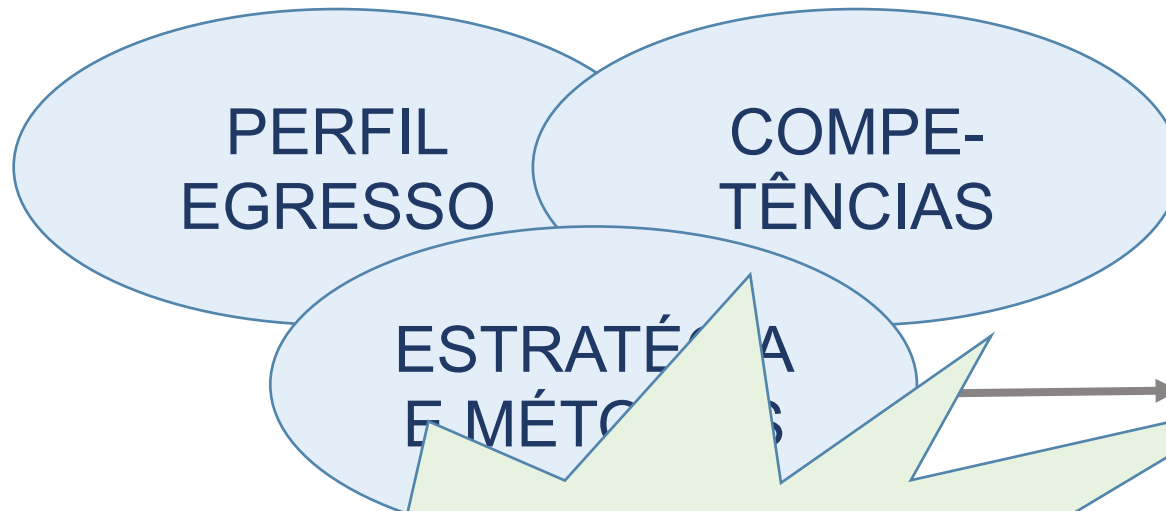 PERFIL
EGRESSO
COMPE-
TÊNCIAS
E